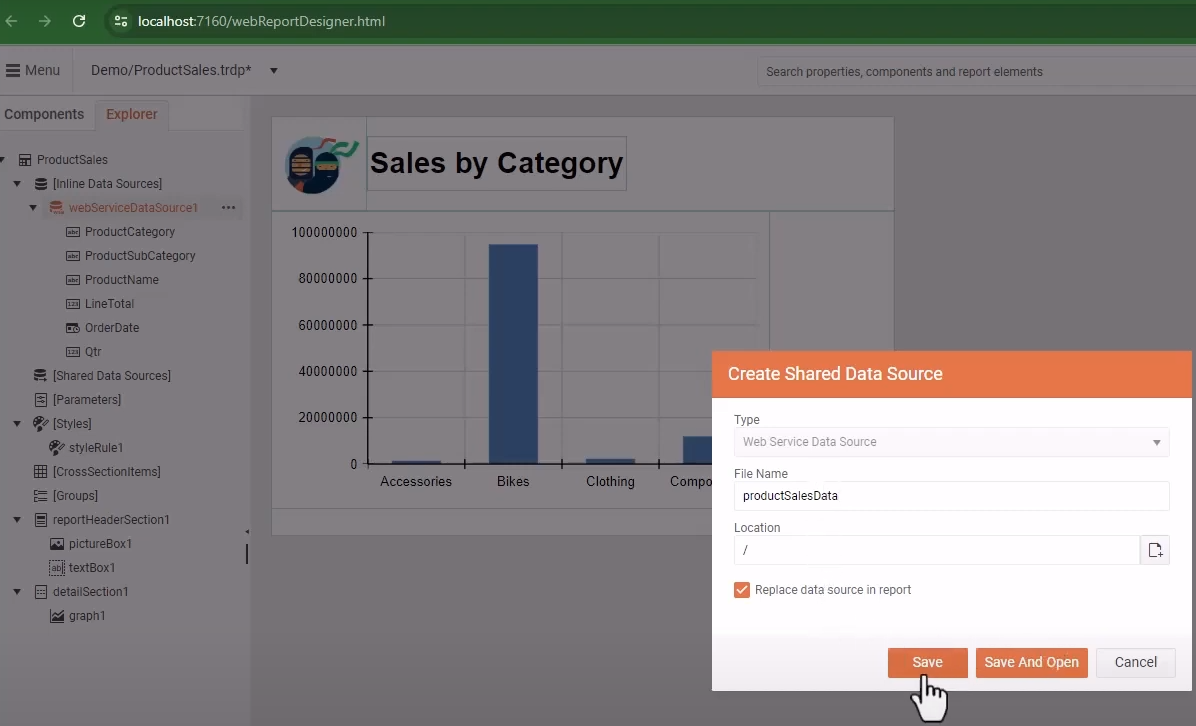 localhost:7160/webReportDesigner.html
Menu
Demo/ProductSales.trdp*
Search properties, components and report elements
Components
Explorer
ProductSales
[Inline Data Sources]
webServiceDataSource1
ProductCategory
ProductSubCategory
ProductName
LineTotal
OrderDate
Qtr
[Shared Data Sources]
[Parameters]
[Styles]
styleRule1
[CrossSectionItems]
[Groups]
reportHeaderSection1
pictureBox1
textBox1
detailSection1
graph1
Sales by Category
100000000
80000000
60000000
40000000
20000000
0
Accessories
Bikes
Clothing
Compo
Create Shared Data Source
Type
Web Service Data Source
File Name
productSalesData
Location
/
Replace data source in report
Save
Save And Open
Cancel